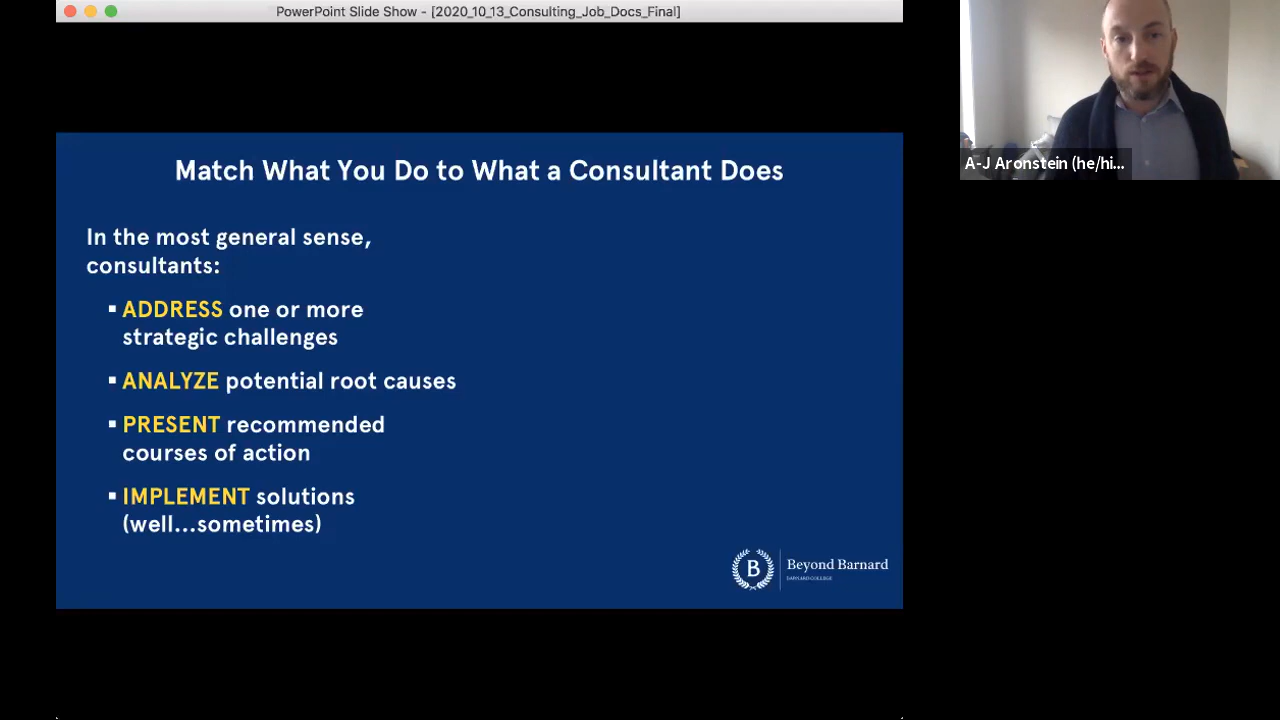 PowerPoint Slide Show - [2020_10_13_Consulting_Job_Docs_Final]
A-J Aronstein (he/hi...
Match What You Do to What a Consultant Does
In the most general sense,
consultants:
▪ ADDRESS one or more
strategic challenges
▪ ANALYZE potential root causes
▪ PRESENT recommended
courses of action
▪ IMPLEMENT solutions
(well...sometimes)
B
Beyond Barnard
BARNARD COLLEGE